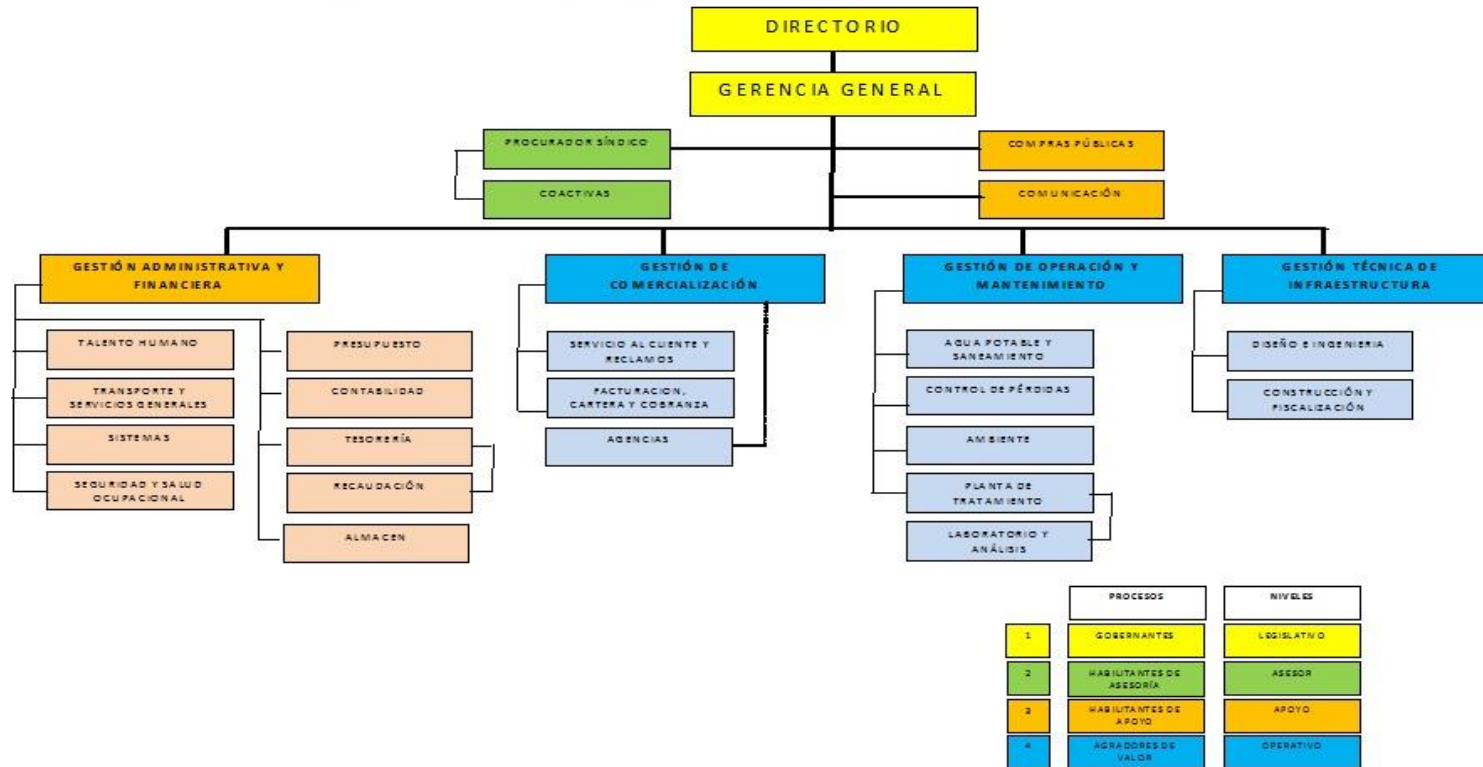 DIRECTORIO
GERENCIA GENERAL
PROCURADOR SÍNDICO
COMPRAS PÚBLICAS
COACTIVAS
COMUNICACIÓN
GESTIÓN ADMINISTRATIVA Y
FINANCIERA
GESTIÓN DE
COMERCIALIZACIÓN
GESTIÓN DE OPERACIÓN Y
MANTENIMIENTO
GESTIÓN TÉCNICA DE
INFRAESTRUCTURA
TALENTO HUMANO
TRANSPORTE Y
SERVICIOS GENERALES
SISTEMAS
SEGURIDAD Y SALUD
OCUPACIONAL
PRESUPUESTO
CONTABILIDAD
TESORERÍA
RECAUDACIÓN
ALMACEN
SERVICIO AL CLIENTE Y
RECLAMOS
FACTURACION,
CARTERA Y COBRANZA
AGENCIAS
AGUA POTABLE Y
SANEAMIENTO
CONTROL DE PÉRDIDAS
AMBIENTE
PLANTA DE
TRATAMIENTO
LABORATORIO Y
ANÁLISIS
DISEÑO E INGENIERIA
CONSTRUCCIÓN Y
FISCALIZACIÓN
PROCESOS
NIVELES
1
GOBERNANTES
LEGISLATIVO
2
HABILITANTES DE
ASESORÍA
ASESOR
3
HABILITANTES DE
APOYO
APOYO
4
AGRADORES DE
VALOR
OPERATIVO